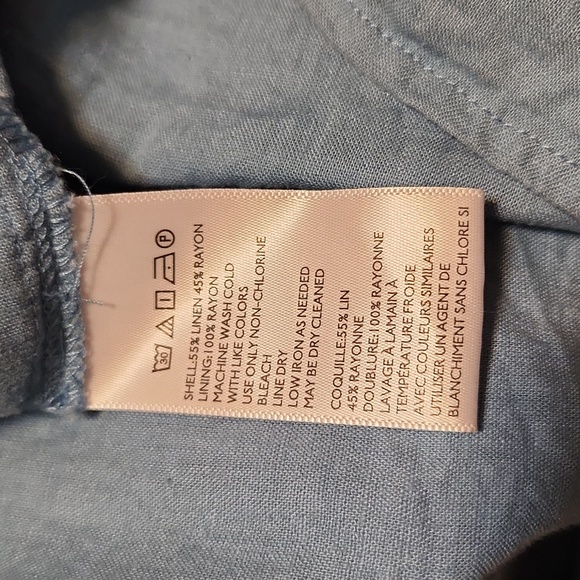 30 P
SHELL:55% LINEN 45% RAYON
LINING:100% RAYON
MACHINE WASH COLD
WITH LIKE COLORS
USE ONLY NON-CHLORINE
BLEACH
LINE DRY
LOW IRON AS NEEDED
MAY BE DRY CLEANED
COQUILLE:55% LIN
45% RAYONNE
DOUBLURE:100% RAYONNE
LAVAGE À LAMAIN À
TEMPÉRATURE FROIDE
AVEC COULEURS SIMILAIRES
UTILISER UN AGENT DE
BLANCHIMENT SANS CHLORE SI